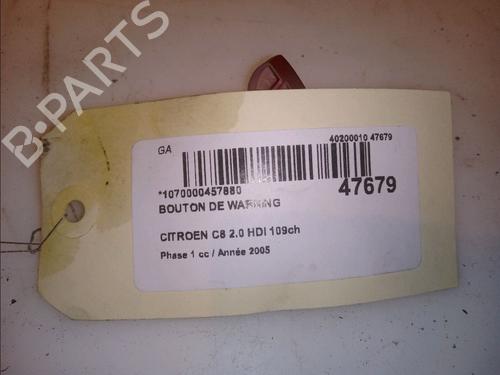 B-PARTS
GA
40200010 47679
*1070000457880
47679
BOUTON DE WARNING
CITROEN C8 2.0 HDI 109ch
Phase 1 cc / Année 2005